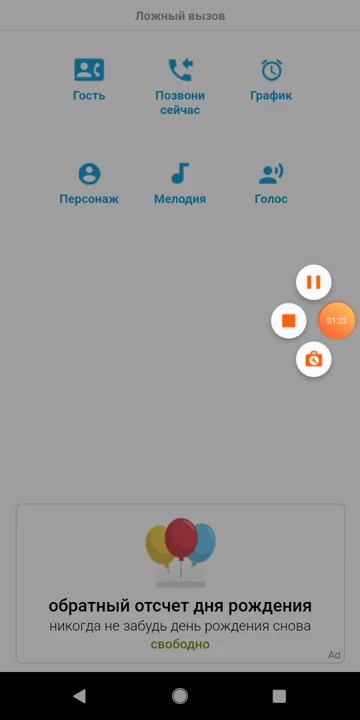 Ложный вызов
Гость
Позвони
сейчас
График
Персонаж
Мелодия
Голос
01:22
обратный отсчет дня рождения
никогда не забудь день рождения снова
свободно
Ad